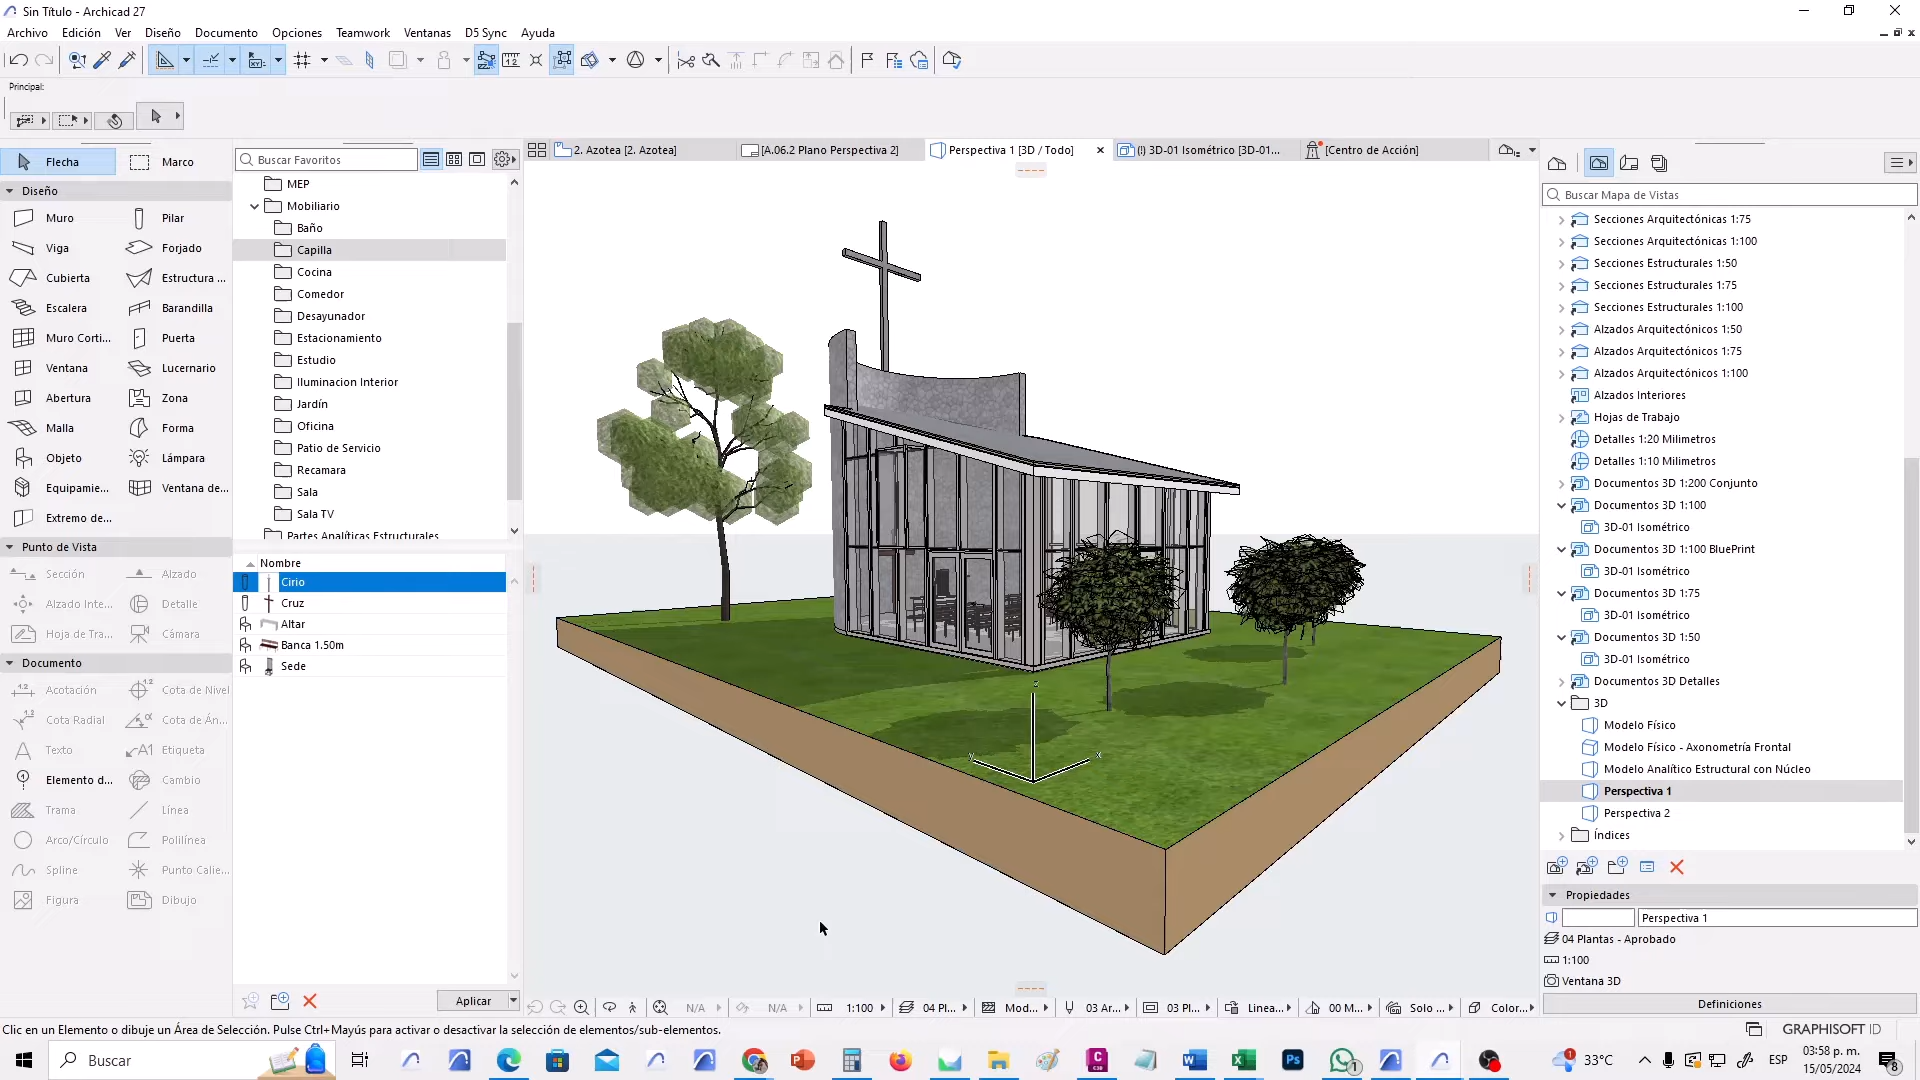 Sin Título - Archicad 27
Archivo Edición Ver Diseño Documento Opciones Teamwork Ventanas D5 Sync Ayuda
Principal:
Flecha
Marco
Diseño
Muro
Pilar
Viga
Forjado
Cubierta
Estructura ...
Escalera
Barandilla
Muro Corti...
Puerta
Ventana
Lucernario
Abertura
Zona
Malla
Forma
Objeto
Lámpara
Equipamie...
Ventana de...
Extremo de...
Punto de Vista
Sección
Alzado
Alzado Inte...
Detalle
Hoja de Tra...
Cámara
Documento
Acotación
Cota de Nivel
Cota Radial
Cota de Án...
Texto
Etiqueta
Elemento d...
Cambio
Trama
Línea
Arco/Círculo
Polilínea
Spline
Punto Calie...
Figura
Dibujo
Buscar Favoritos
MEP
Mobiliario
Baño
Capilla
Cocina
Comedor
Desayunador
Estacionamiento
Estudio
Iluminacion Interior
Jardín
Oficina
Patio de Servicio
Recamara
Sala
Sala TV
Partes Analíticas Estructurales
Nombre
Cirio
Cruz
Altar
Banca 1.50m
Sede
Aplicar
2. Azotea [2. Azotea]
[A.06.2 Plano Perspectiva 2]
Perspectiva 1 [3D / Todo]
(!) 3D-01 Isométrico [3D-01...
[Centro de Acción]
z
y
x
N/A
N/A
1:100
04 Pl...
Mod...
03 Ar...
03 Pl...
Linea...
00 M...
Solo ...
Color...
Buscar Mapa de Vistas
Secciones Arquitectónicas 1:75
Secciones Arquitectónicas 1:100
Secciones Estructurales 1:50
Secciones Estructurales 1:75
Secciones Estructurales 1:100
Alzados Arquitectónicos 1:50
Alzados Arquitectónicos 1:75
Alzados Arquitectónicos 1:100
Alzados Interiores
Hojas de Trabajo
Detalles 1:20 Milimetros
Detalles 1:10 Milimetros
Documentos 3D 1:200 Conjunto
Documentos 3D 1:100
3D-01 Isométrico
Documentos 3D 1:100 BluePrint
3D-01 Isométrico
Documentos 3D 1:75
3D-01 Isométrico
Documentos 3D 1:50
3D-01 Isométrico
Documentos 3D Detalles
3D
Modelo Físico
Modelo Físico - Axonometría Frontal
Modelo Analítico Estructural con Núcleo
Perspectiva 1
Perspectiva 2
Índices
Propiedades
Perspectiva 1
04 Plantas - Aprobado
1:100
Ventana 3D
Definiciones
Clic en un Elemento o dibuje un Área de Selección. Pulse Ctrl+Mayús para activar o desactivar la selección de elementos/sub-elementos.
GRAPHISOFT ID
Buscar
33°C
ESP
03:58 p. m.
15/05/2024